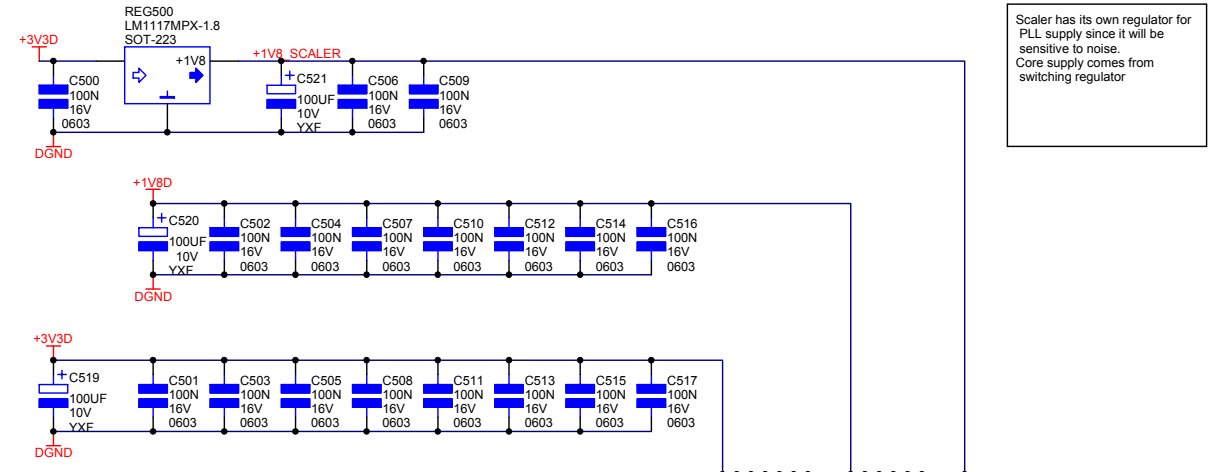 REG500
LM1117MPX-1.8
SOT-223
+3V3D
+1V8
+1V8_SCALER
C500
100N
16V
0603
C521
100UF
10V
YXF
C506
100N
16V
0603
C509
100N
16V
0603
DGND
Scaler has its own regulator for
PLL supply since it will be
sensitive to noise.
Core supply comes from
switching regulator
+1V8D
C520
100UF
10V
YXF
C502
100N
16V
0603
C504
100N
16V
0603
C507
100N
16V
0603
C510
100N
16V
0603
C512
100N
16V
0603
C514
100N
16V
0603
C516
100N
16V
0603
DGND
+3V3D
C519
100UF
10V
YXF
C501
100N
16V
0603
C503
100N
16V
0603
C505
100N
16V
0603
C508
100N
16V
0603
C511
100N
16V
0603
C513
100N
16V
0603
C515
100N
16V
0603
C517
100N
16V
0603
DGND